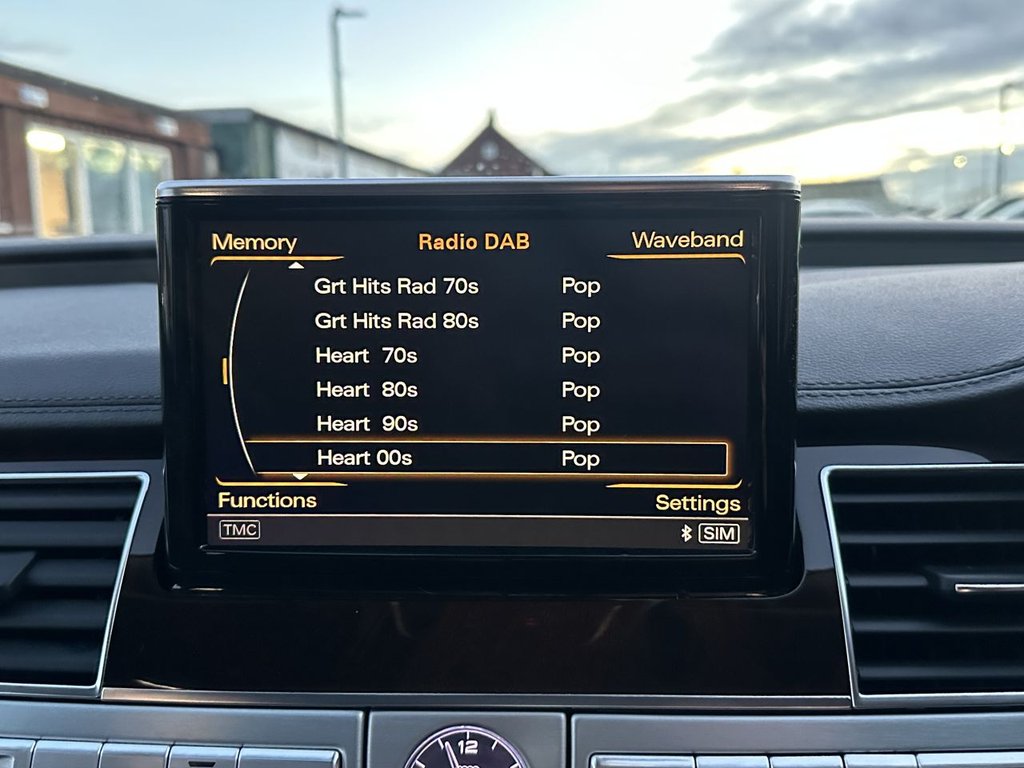 Memory Radio DAB Waveband
Grt Hits Rad 70s Pop
Grt Hits Rad 80s Pop
Heart 70s Pop
Heart 80s Pop
Heart 90s Pop
Heart 00s Pop
Functions Settings
TMC SIM
12